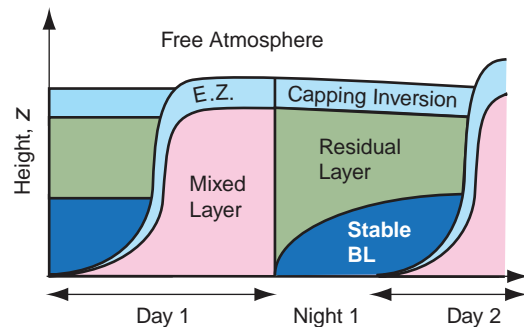 Free Atmosphere
E.Z.
Capping Inversion
Height, z
Mixed
Layer
Residual
Layer
Stable
BL
Day 1
Night 1
Day 2